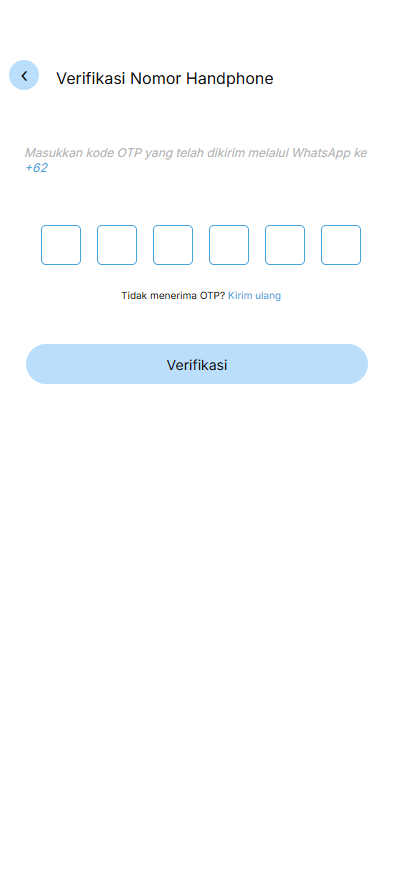 Verifikasi Nomor Handphone
Masukkan kode OTP yang telah dikirim melalui WhatsApp ke
+62
Tidak menerima OTP? Kirim ulang
Verifikasi